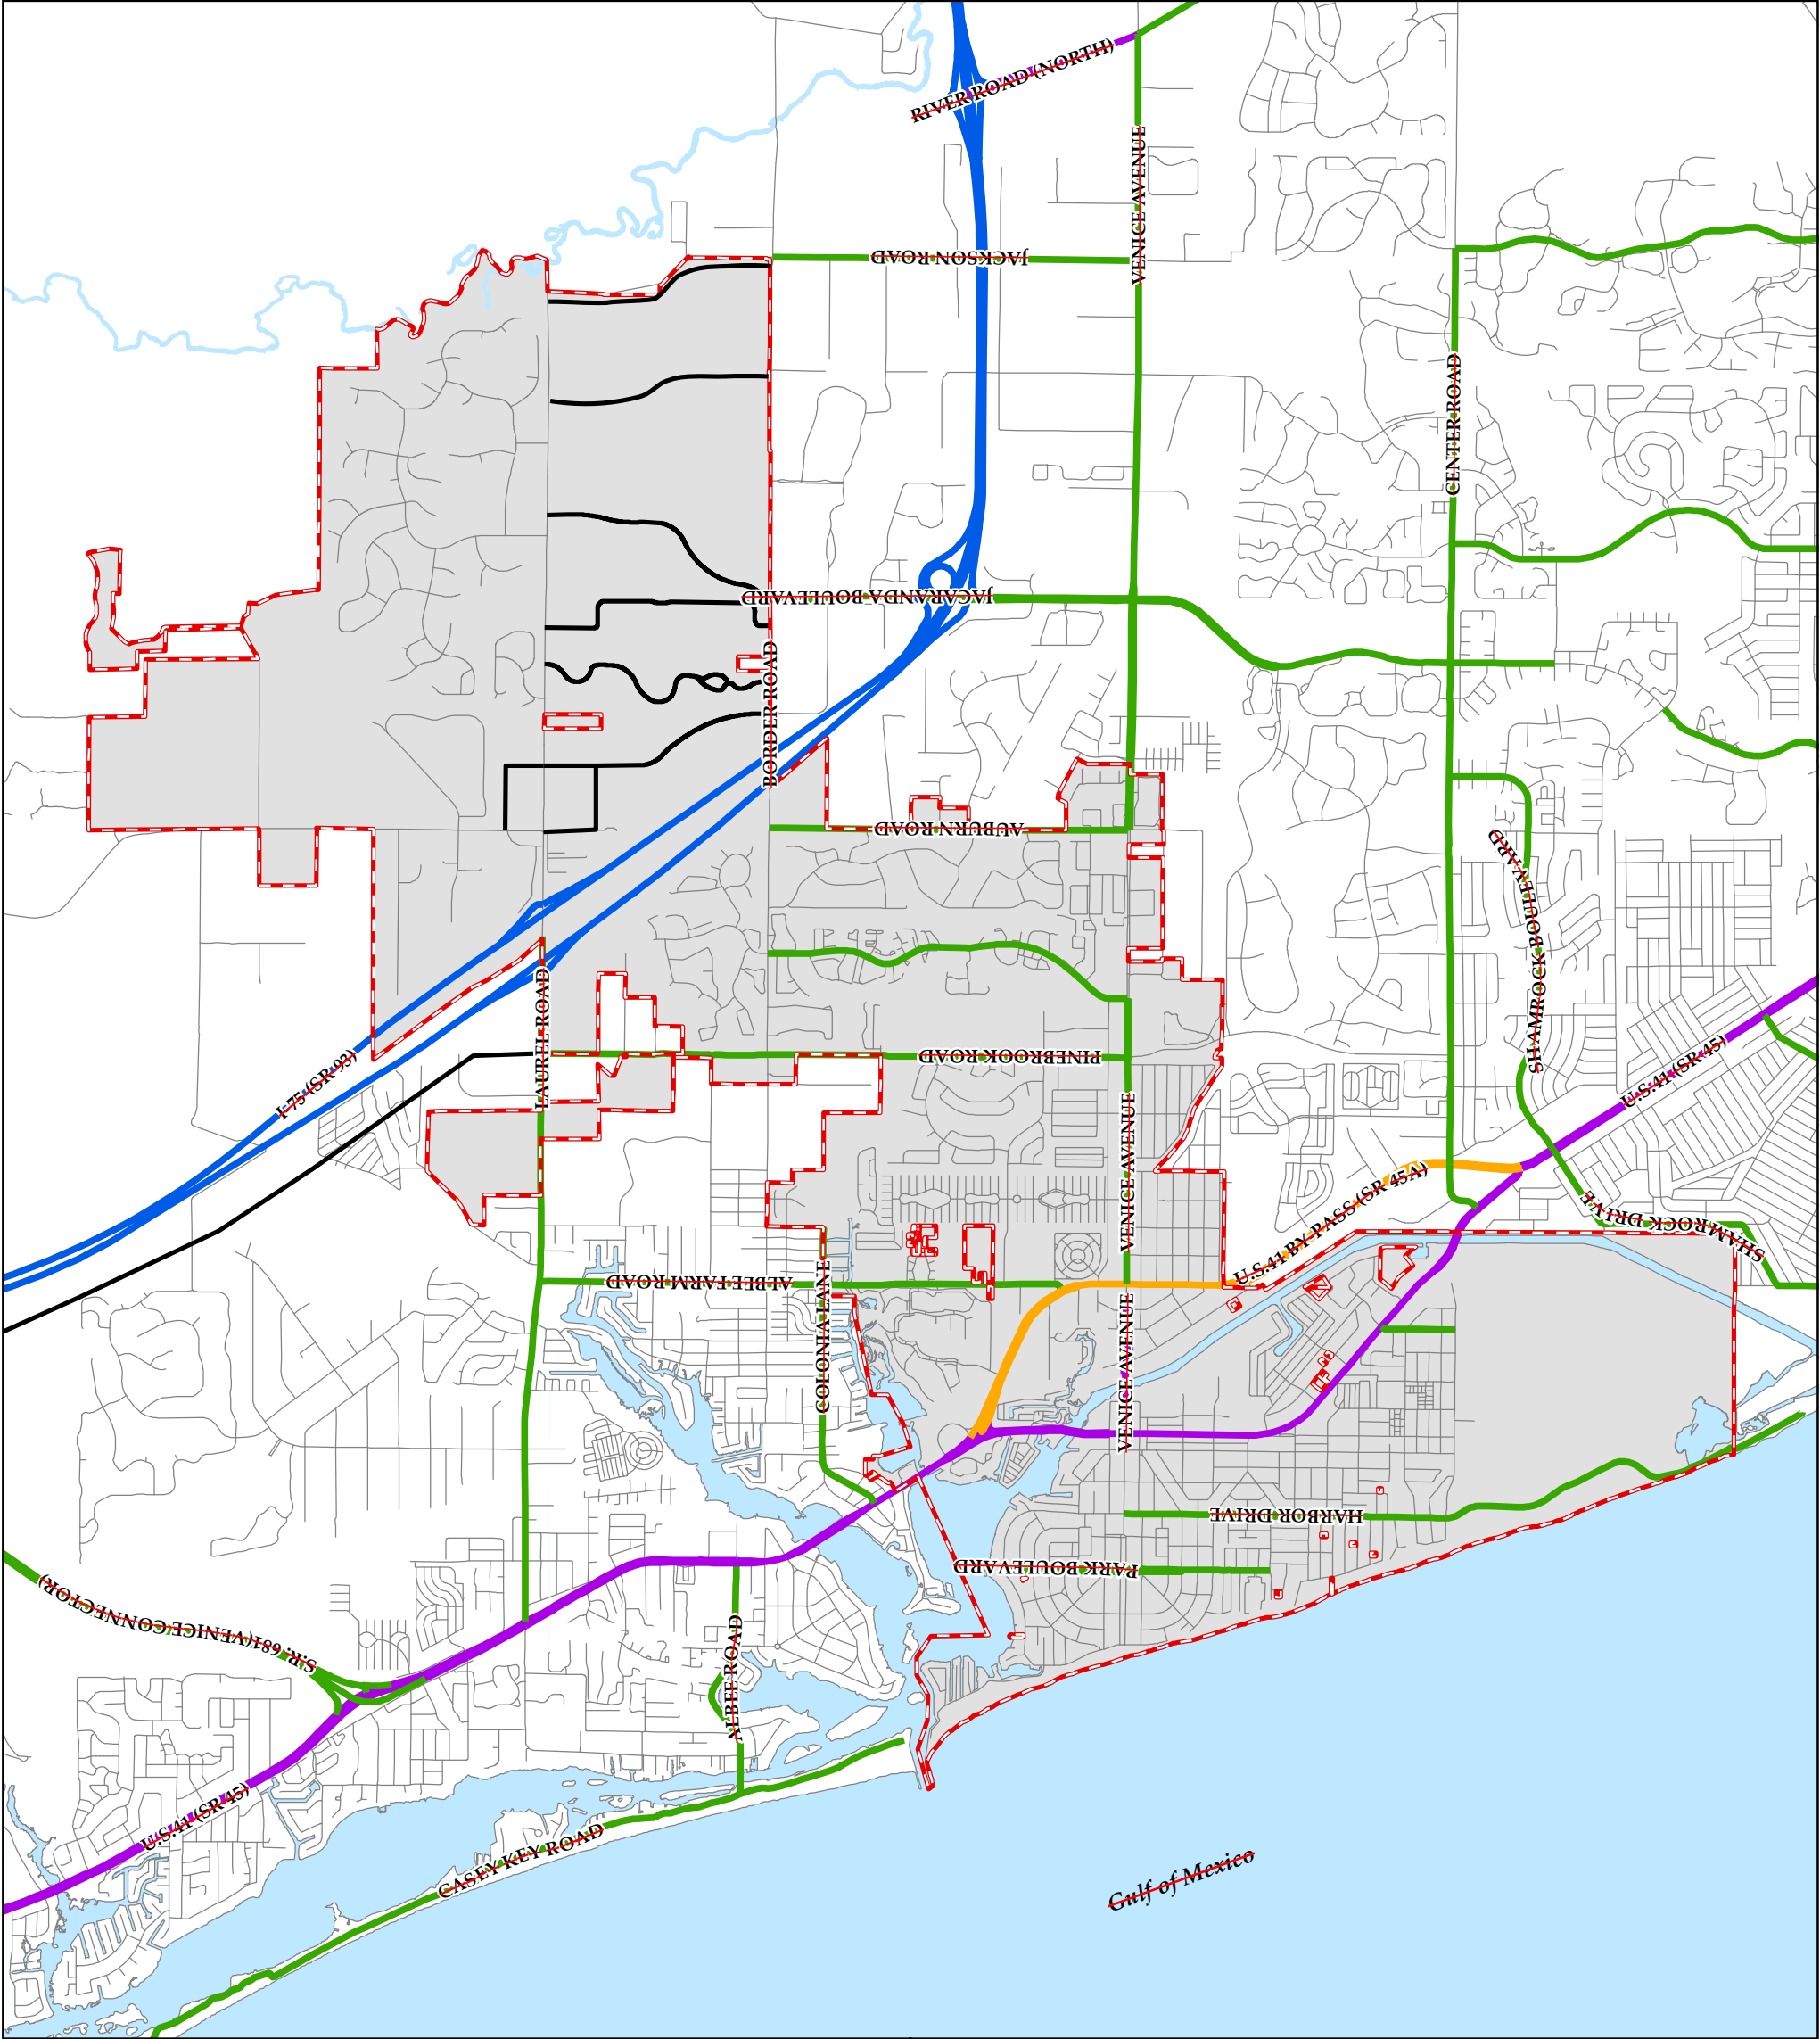 RIVER ROAD (NORTH)
VENICE AVENUE
JACKSON ROAD
CENTER ROAD
JACARANDA BOULEVARD
BORDER ROAD
AUBURN ROAD
SHAMROCK BOULEVARD
LAUREL ROAD
I-75 (SR 93)
PINEBROOK ROAD
U.S. 41 (SR 45)
VENICE AVENUE
U.S. 41 BY PASS (SR 45A)
SHAMROCK DRIVE
ALBEE FARM ROAD
COLONIA LANE
VENICE AVENUE
HARBOR DRIVE
PARK BOULEVARD
S.R. 681 (VENICE CONNECTOR)
ALBEE ROAD
U.S. 41 (SR 45)
CASEY KEY ROAD
Gulf of Mexico